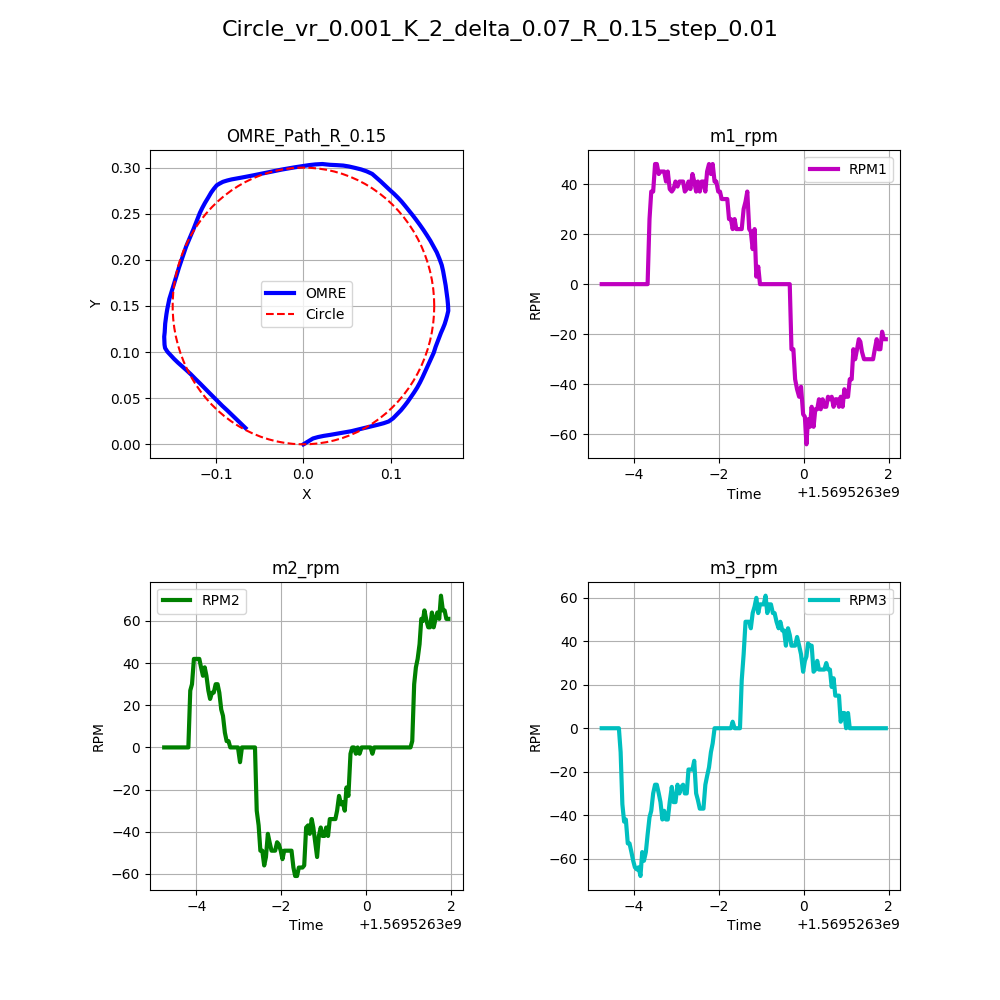 Circle_vr_0.001_K_2_delta_0.07_R_0.15_step_0.01
OMRE_Path_R_0.15
0.30
0.25
0.20
0.15
0.10
0.05
0.00
Y
OMRE
Circle
−0.1
0.0
0.1
X
m1_rpm
RPM1
40
20
0
−20
−40
−60
RPM
−4
−2
0
2
Time
+1.5695263e9
m2_rpm
RPM2
60
40
20
0
−20
−40
−60
RPM
−4
−2
0
2
Time
+1.5695263e9
m3_rpm
RPM3
60
40
20
0
−20
−40
−60
RPM
−4
−2
0
2
Time
+1.5695263e9